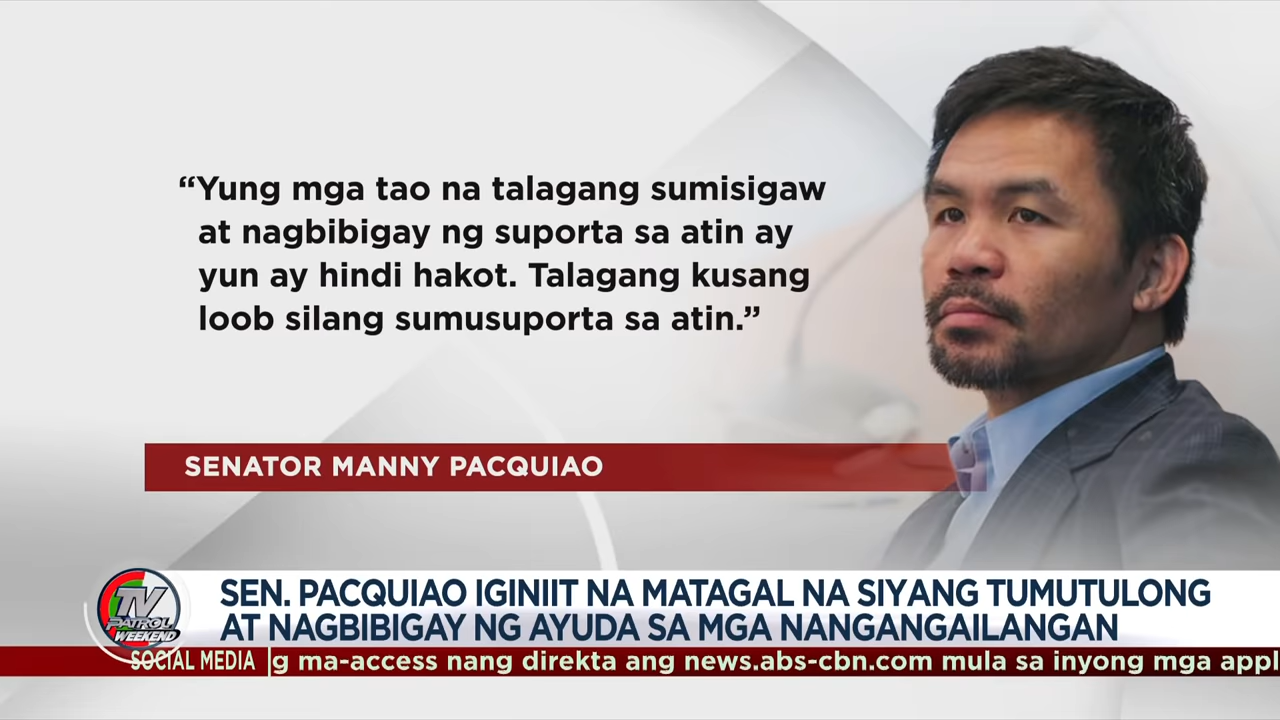 “Yung mga tao na talagang sumisigaw
at nagbibigay ng suporta sa atin ay
yun ay hindi hakot. Talagang kusang
loob silang sumusuporta sa atin.”
SENATOR MANNY PACQUIAO
TV
PATROL
WEEKEND
SEN. PACQUIAO IGINIIT NA MATAGAL NA SIYANG TUMUTULONG
AT NAGBIBIGAY NG AYUDA SA MGA NANGANGAILANGAN
SOCIAL MEDIA g ma-access nang direkta ang news.abs-cbn.com mula sa inyong mga appl